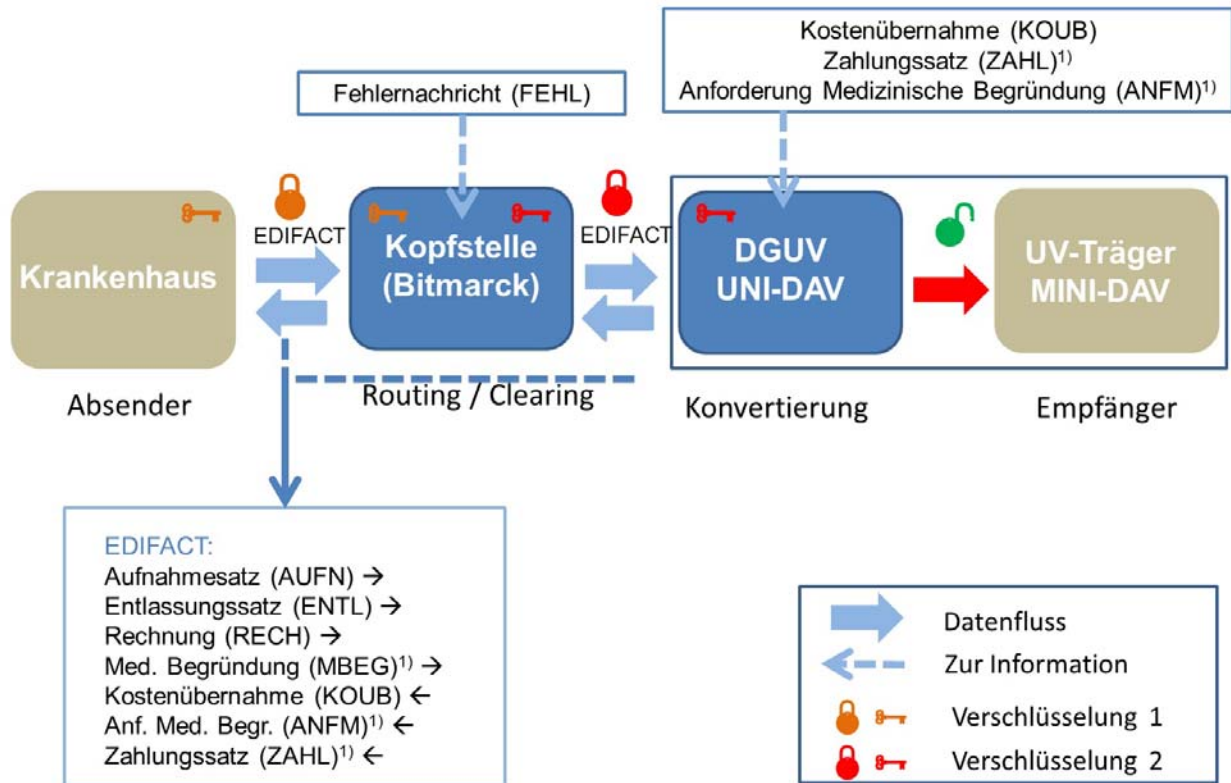 Kostenübernahme (KOUB)
Zahlungssatz (ZAHL)¹⁾
Anforderung Medizinische Begründung (ANFM)¹⁾
Fehlernachricht (FEHL)
EDIFACT
EDIFACT
Krankenhaus
Kopfstelle
(Bitmarck)
DGUV
UNI-DAV
UV-Träger
MINI-DAV
Absender
Routing / Clearing
Konvertierung
Empfänger
EDIFACT:
Aufnahmesatz (AUFN) →
Entlassungssatz (ENTL) →
Rechnung (RECH) →
Med. Begründung (MBEG)¹⁾ →
Kostenübernahme (KOUB) ←
Anf. Med. Begr. (ANFM)¹⁾ ←
Zahlungssatz (ZAHL)¹⁾ ←
Datenfluss
Zur Information
Verschlüsselung 1
Verschlüsselung 2